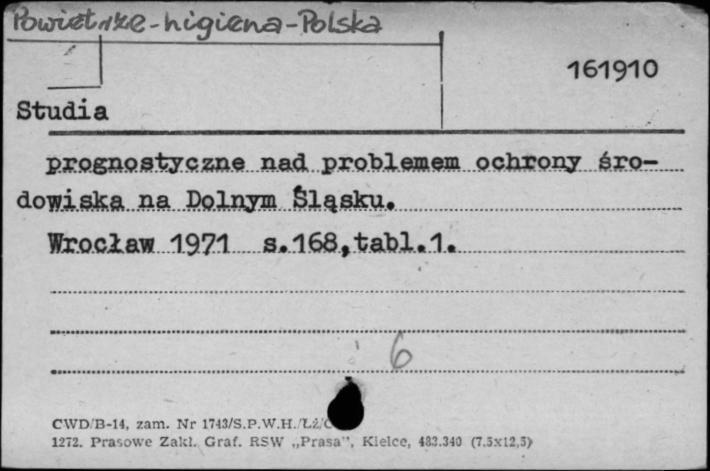 Powietrze-higiena-Polska
161910
Studia
prognostyczne nad problemem ochrony śro-
dowiska na Dolnym Śląsku.
Wrocław 1971 s.168,tabl.1.
6
CWD/B-14, zam. Nr 1743/S.P.W.H./Łź/
1272. Prasowe Zakł. Graf. RSW „Prasa”, Kielce, 483.340 (7.5x12,5)